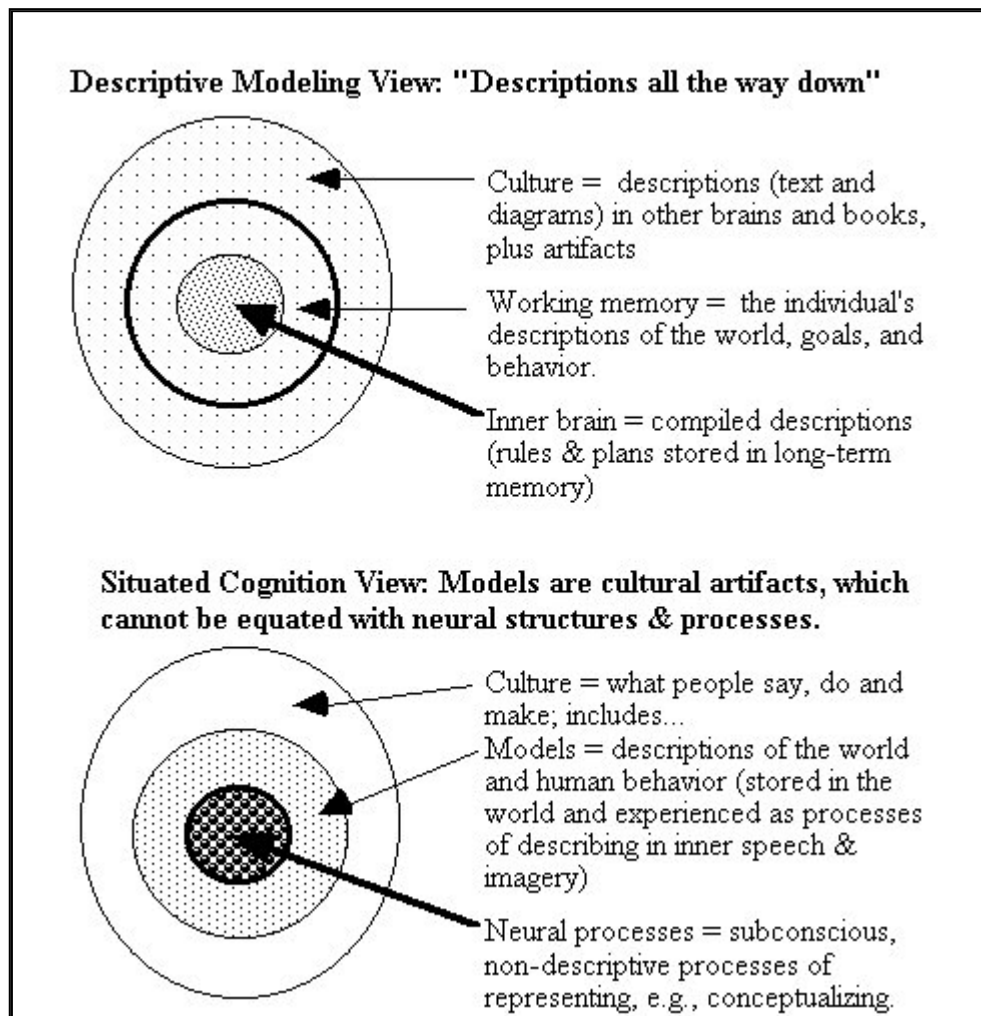 Descriptive Modeling View: "Descriptions all the way down"
Culture = descriptions (text and
diagrams) in other brains and books,
plus artifacts
Working memory = the individual's
descriptions of the world, goals, and
behavior.
Inner brain = compiled descriptions
(rules & plans stored in long-term
memory)
Situated Cognition View: Models are cultural artifacts, which
cannot be equated with neural structures & processes.
Culture = what people say, do and
make; includes...
Models = descriptions of the world
and human behavior (stored in the
world and experienced as processes
of describing in inner speech &
imagery)
Neural processes = subconscious,
non-descriptive processes of
representing, e.g., conceptualizing.